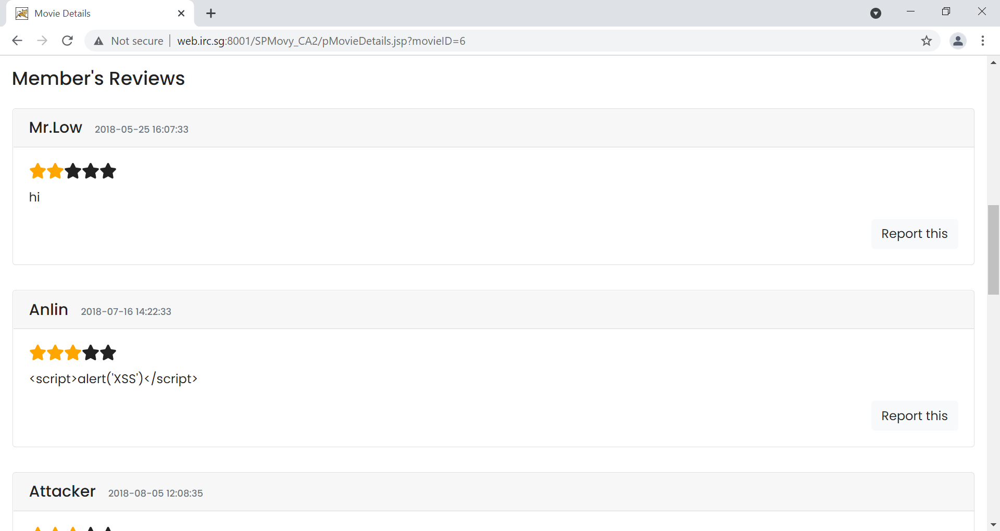 Movie Details
Not secure web.irc.sg:8001/SPMovy_CA2/pMovieDetails.jsp?movieID=6
Member's Reviews
Mr.Low 2018-05-25 16:07:33
hi
Report this
Anlin 2018-07-16 14:22:33
<script>alert('XSS')</script>
Report this
Attacker 2018-08-05 12:08:35